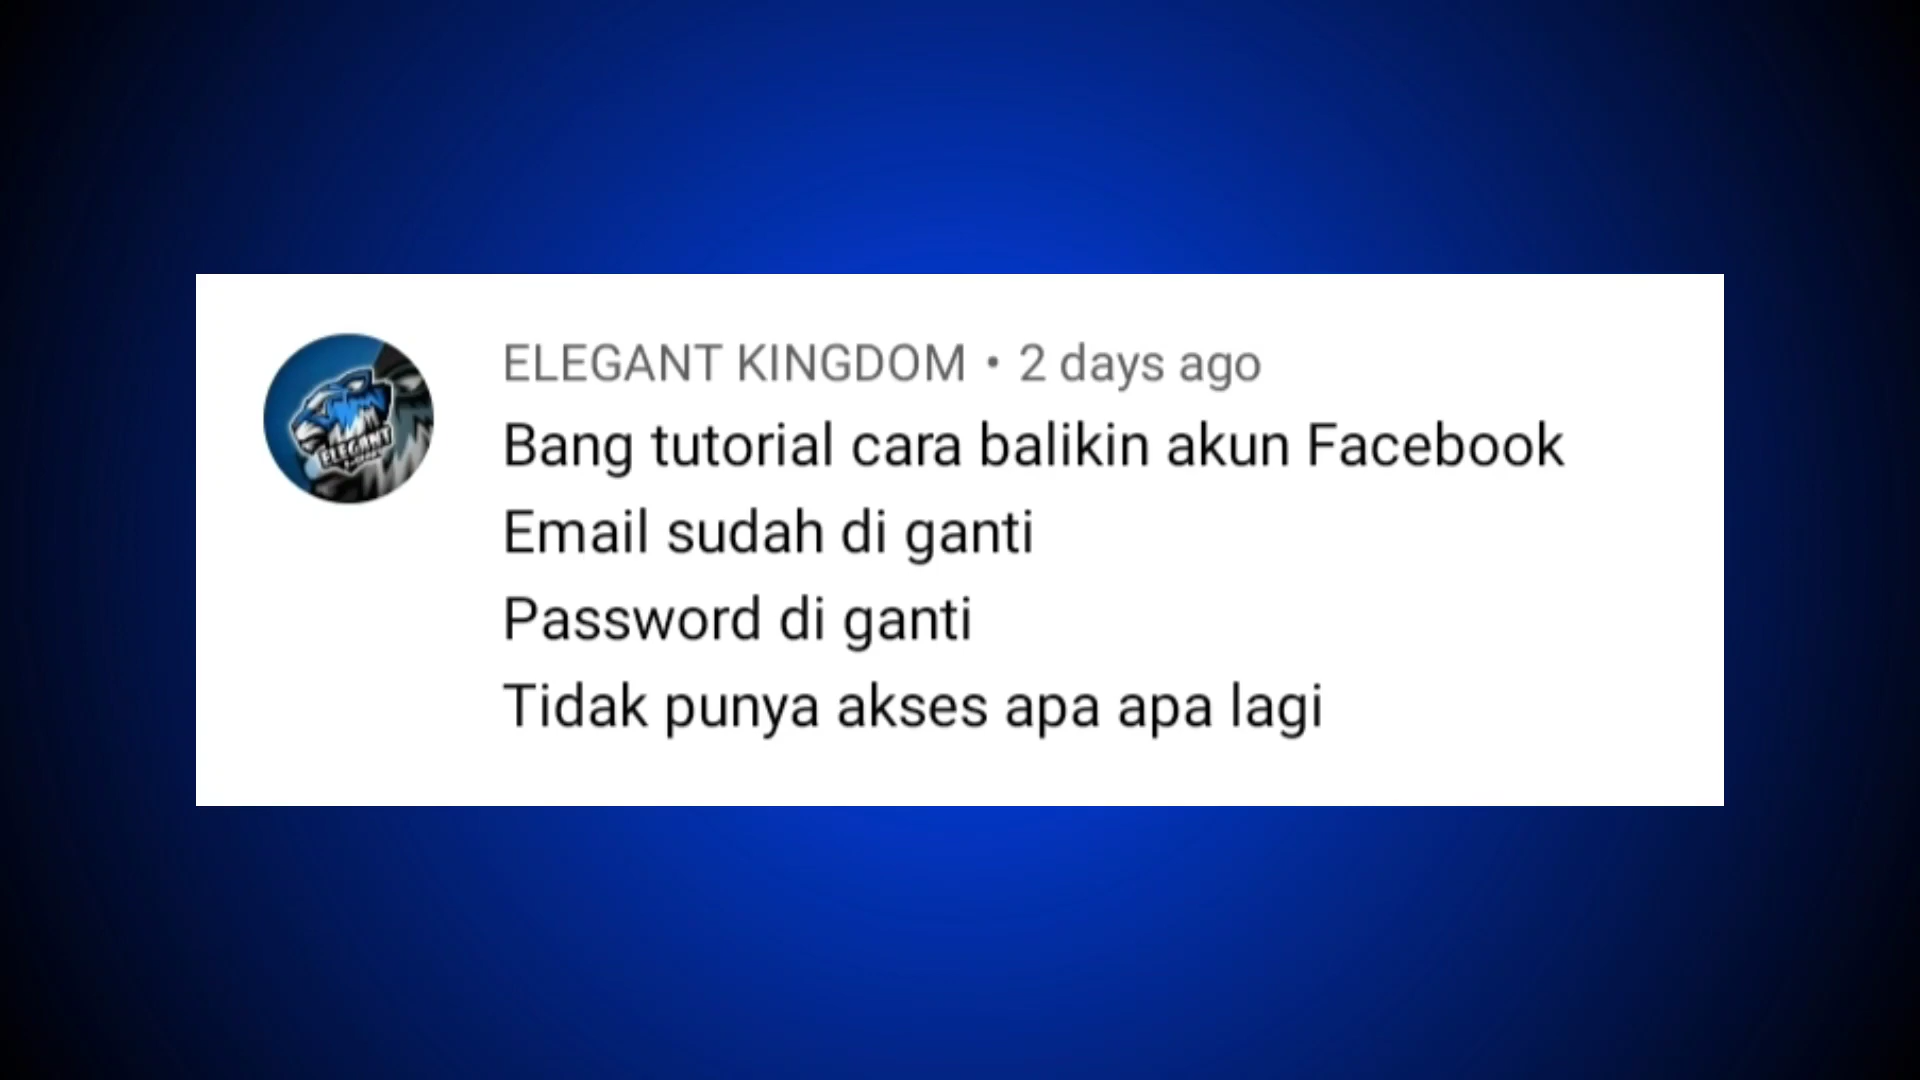 ELEGANT KINGDOM • 2 days ago
Bang tutorial cara balikin akun Facebook
Email sudah di ganti
Password di ganti
Tidak punya akses apa apa lagi
ELEGANT